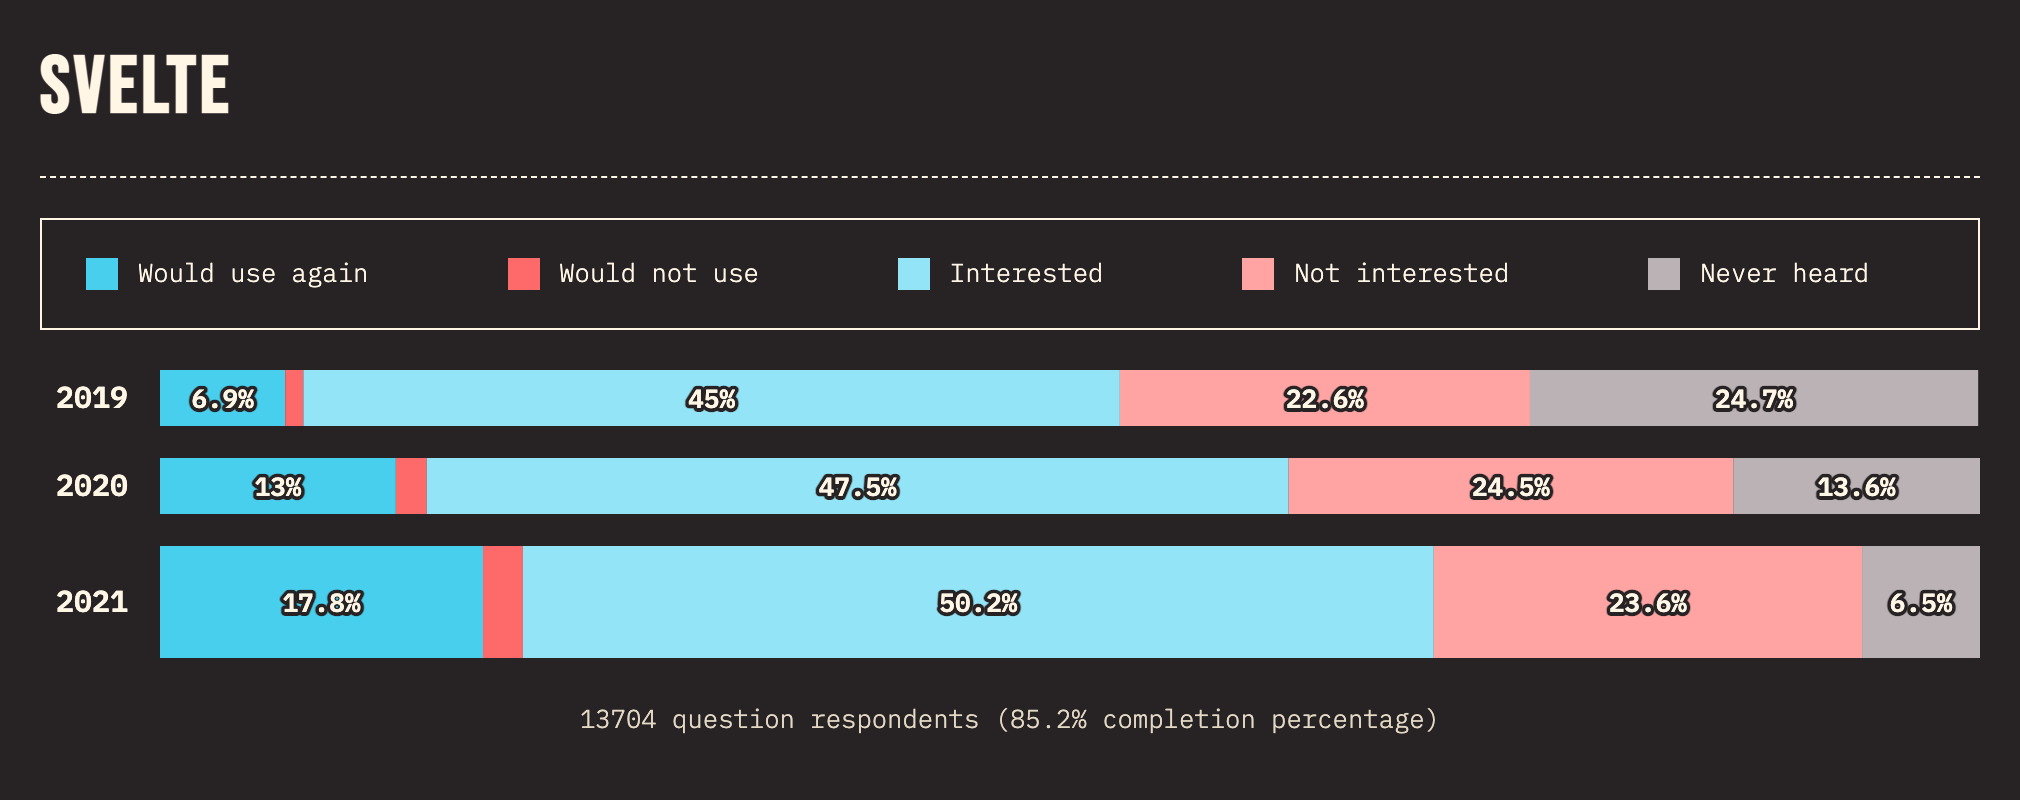 SVELTE
Would use again Would not use Interested Not interested Never heard
2019 6.9% 45% 22.6% 24.7%
2020 13% 47.5% 24.5% 13.6%
2021 17.8% 50.2% 23.6% 6.5%
13704 question respondents (85.2% completion percentage)